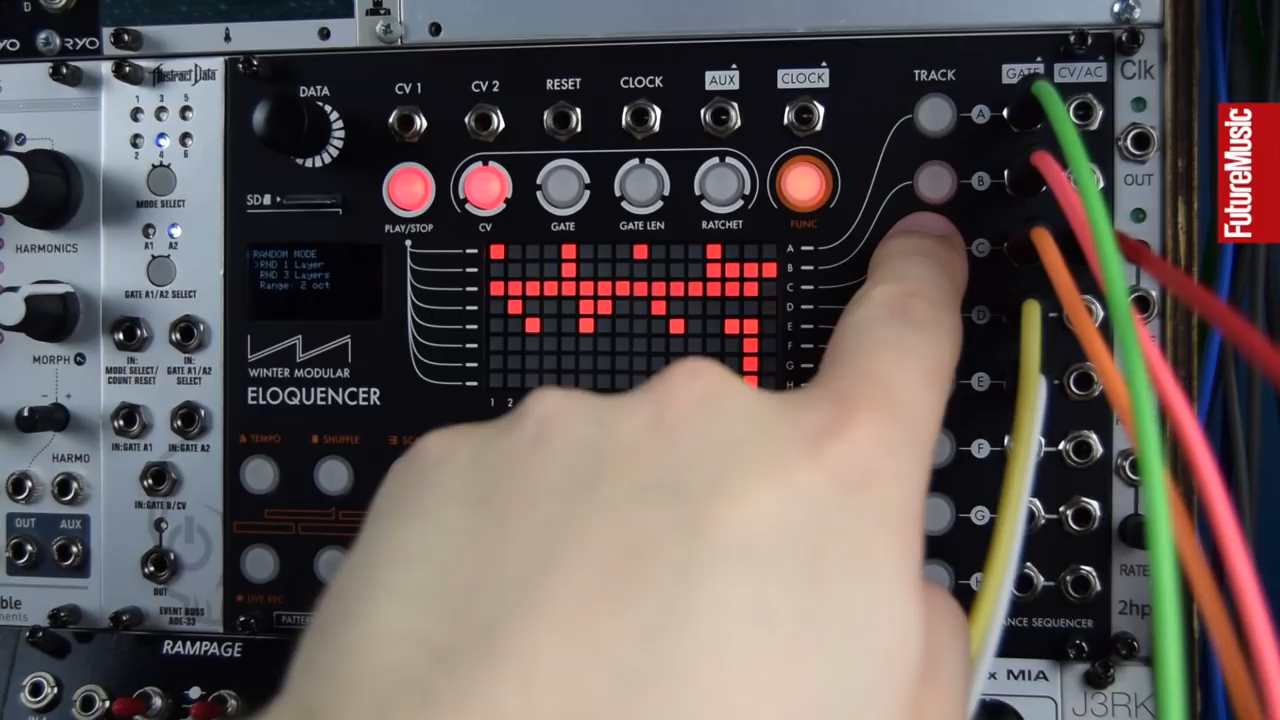 D
YO
RYO
Abstract Data
1 3 5
2 4 6
MODE SELECT
A1 A2
GATE A1/A2 SELECT
IN:
MODE SELECT/
COUNT RESET
IN:
GATE A1/A2
SELECT
IN:GATE A1
IN:GATE A2
IN:GATE B/CV
OUT
EVENT BOSS
ADE-33
HARMONICS
MORPH
- +
HARMO
OUT AUX
RAMPAGE
DATA
CV 1
CV 2
RESET
CLOCK
AUX
CLOCK
TRACK
GATE
CV/AC
SD
PLAY/STOP
CV
GATE
GATE LEN
RATCHET
FUNC
RANDOM MODE
>RND 1 Layer
RND 3 Layers
Range: 2 oct
WINTER MODULAR
ELOQUENCER
A
B
C
D
E
F
G
H
1 2
A
B
C
D
E
F
G
H
TEMPO
SHUFFLE
LIVE REC
SEQUENCER
Clk
OUT
RATE
2hp
MIA
J3RK
FutureMusic